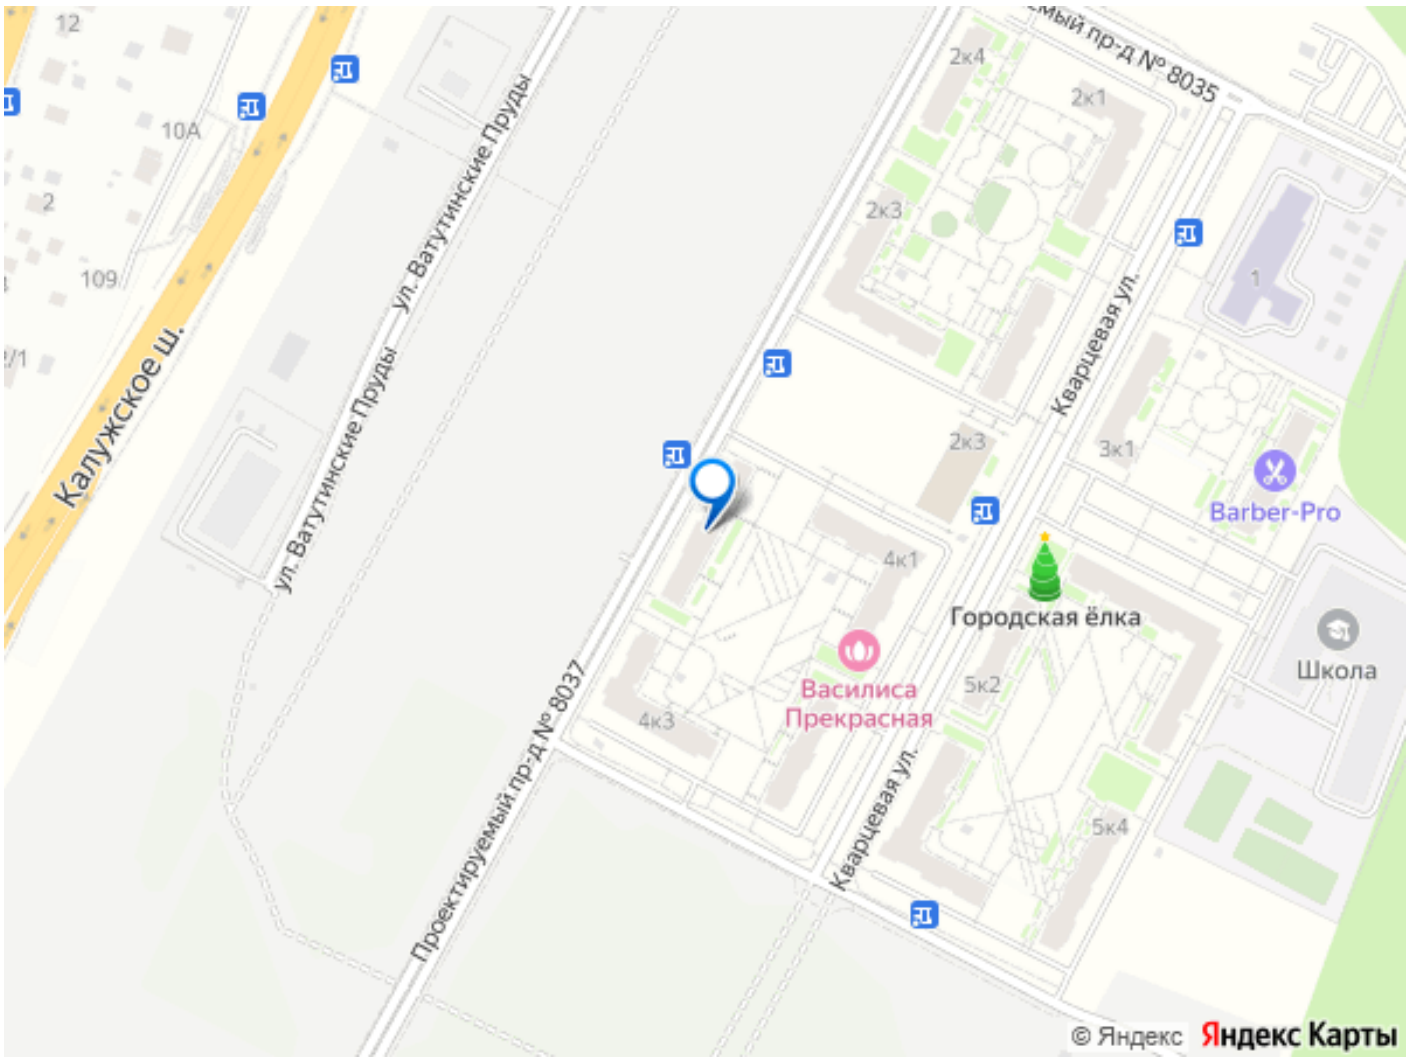 12
емый пр-д № 8035
2к4
2к1
10А
ул. Ватутинские Пруды
2
2к3
109
1
Калужское ш.
Кварцевая ул.
/1
ул. Ватутинские Пруды
2к3
3к1
Barber-Pro
4к1
Городская ёлка
Школа
5к2
Василиса
Прекрасная
4к3
Проектируемый пр-д № 8037
Кварцевая ул.
5к4
© Яндекс Яндекс Карты